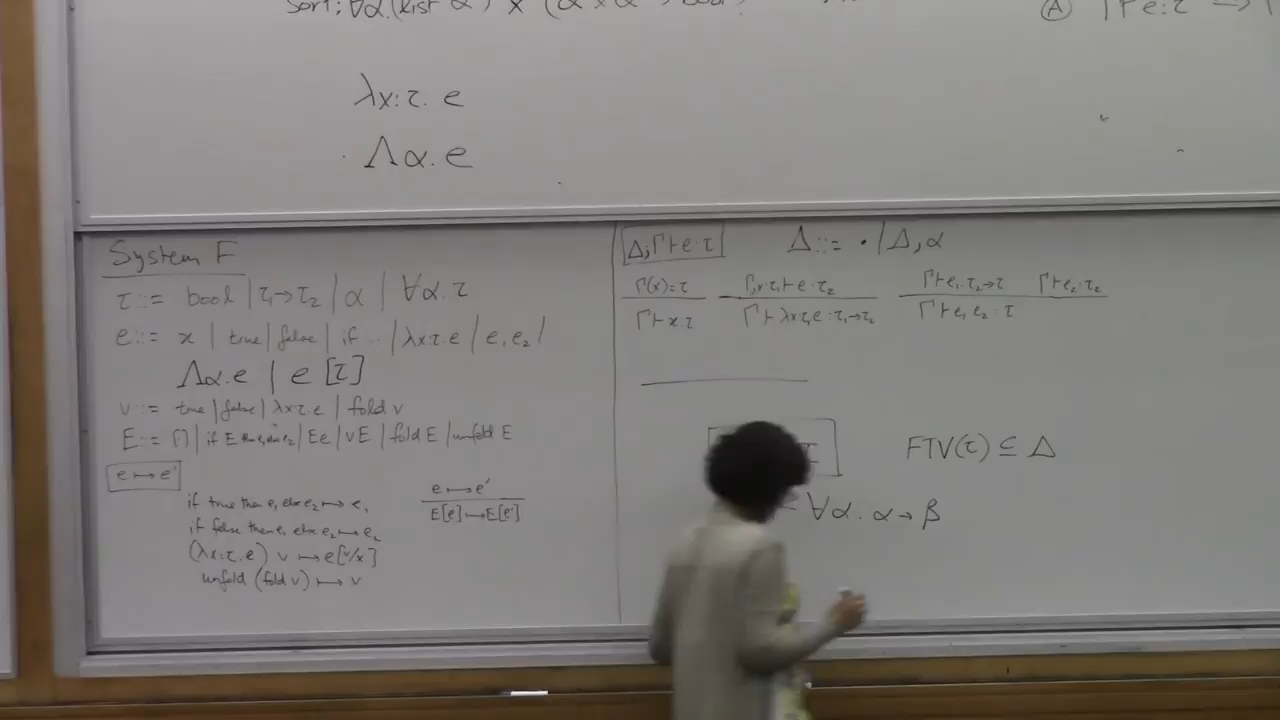 sort: ∀α. (list α) × (α × α → bool)
Ⓐ Γ ⊢ e : τ ⟹
λx:τ. e
Λα. e
System F
τ ::= bool | τ₁→τ₂ | α | ∀α.τ
e ::= x | true | false | if ... | λx:τ.e | e₁e₂ |
Λα.e | e [τ]
v ::= true | false | λx:τ.e | fold v
E ::= [] | if E then e₁ else e₂ | E e | v E | fold E | unfold E
e ↦ e'
if true then e₁ else e₂ ↦ e₁
if false then e₁ else e₂ ↦ e₂
(λx:τ.e) v ↦ e[v/x]
unfold (fold v) ↦ v
e ↦ e'
E[e] ↦ E[e']
Δ;Γ ⊢ e:τ Δ ::= · | Δ,α
Γ(x)=τ Γ,x:τ₁ ⊢ e:τ₂ Γ ⊢ e₁:τ₂→τ Γ ⊢ e₂:τ₂
Γ ⊢ x:τ Γ ⊢ λx:τ₁.e : τ₁→τ₂ Γ ⊢ e₁ e₂ : τ
FTV(τ) ⊆ Δ
∀α. α → β